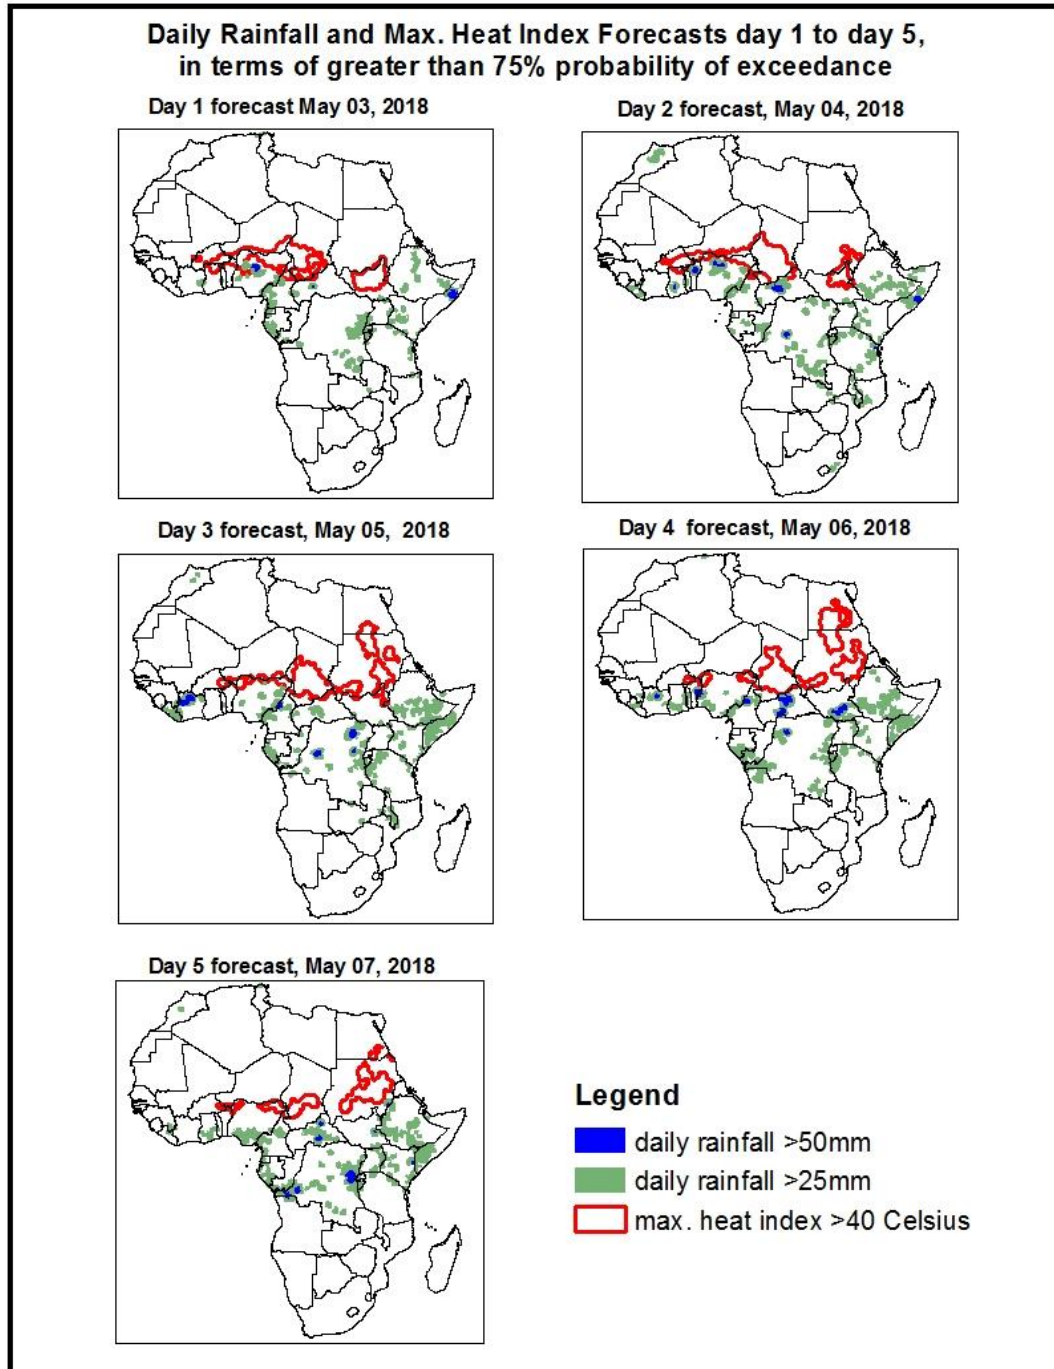 Daily Rainfall and Max. Heat Index Forecasts day 1 to day 5,
in terms of greater than 75% probability of exceedance
Day 1 forecast May 03, 2018
Day 2 forecast, May 04, 2018
Day 3 forecast, May 05, 2018
Day 4 forecast, May 06, 2018
Day 5 forecast, May 07, 2018
Legend
daily rainfall >50mm
daily rainfall >25mm
max. heat index >40 Celsius